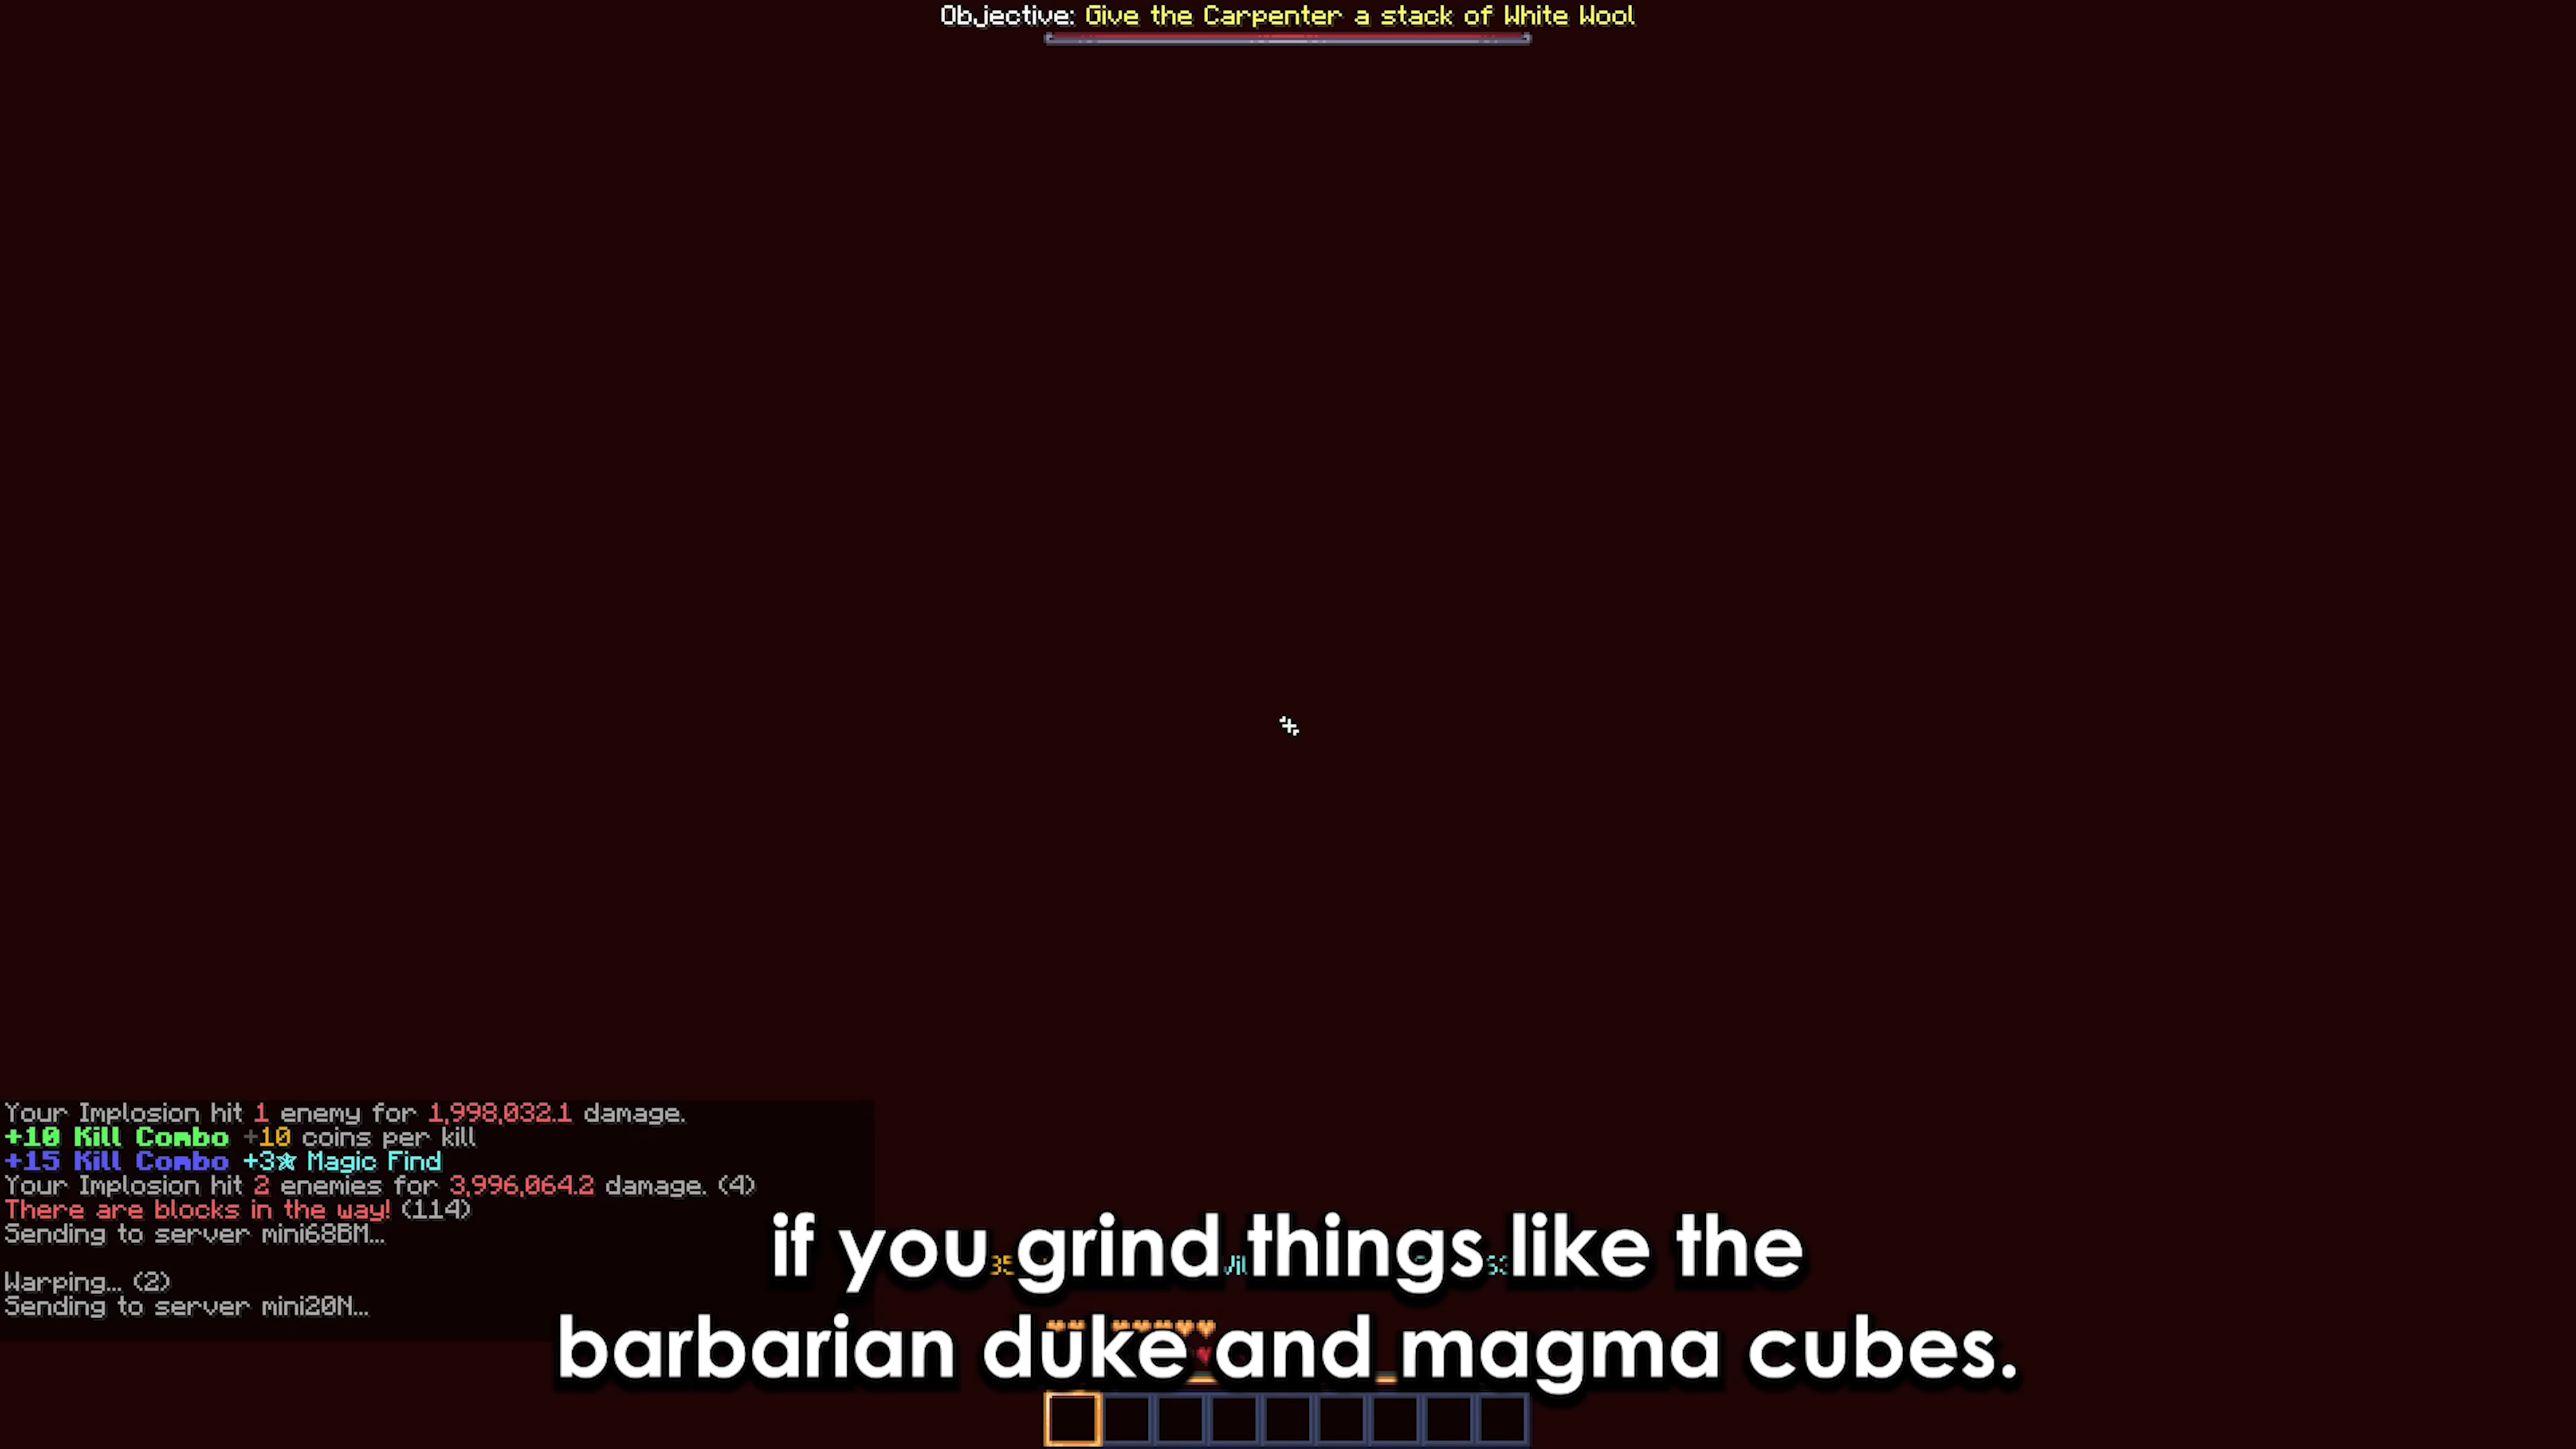 Objective: Give the Carpenter a stack of White Wool
Your Implosion hit 1 enemy for 1,998,032.1 damage.
+10 Kill Combo +10 coins per kill
+15 Kill Combo +3✯ Magic Find
Your Implosion hit 2 enemies for 3,996,064.2 damage. (4)
There are blocks in the way! (114)
Sending to server mini68BM...
Warping... (2)
Sending to server mini20N...
if you grind things like the
barbarian duke and magma cubes.